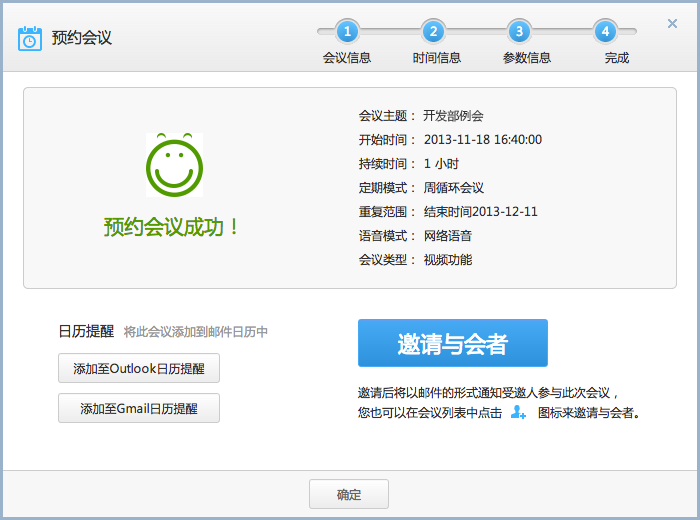 预约会议
1 2 3 4
会议信息 时间信息 参数信息 完成
预约会议成功！
会议主题： 开发部例会
开始时间： 2013-11-18 16:40:00
持续时间： 1 小时
定期模式： 周循环会议
重复范围： 结束时间2013-12-11
语音模式： 网络语音
会议类型： 视频功能
日历提醒 将此会议添加到邮件日历中
添加至Outlook日历提醒
添加至Gmail日历提醒
邀请与会者
邀请后将以邮件的形式通知受邀人参与此次会议，
您也可以在会议列表中点击 图标来邀请与会者。
确定